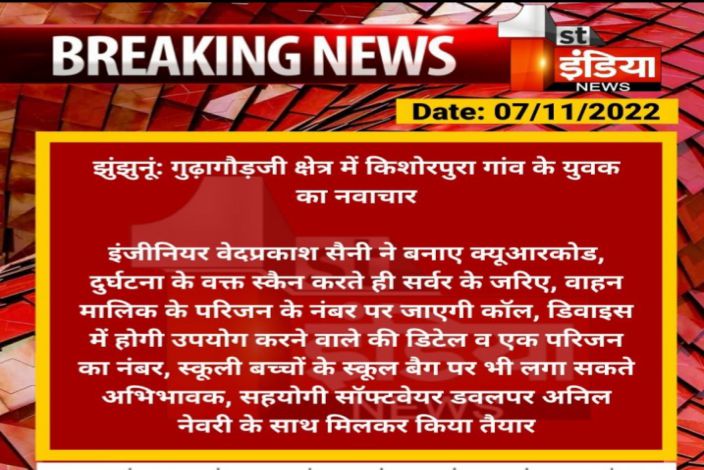 BREAKING NEWS
1st
इंडिया
NEWS
Date: 07/11/2022
झुंझुनूं: गुढ़ागौड़जी क्षेत्र में किशोरपुरा गांव के युवक
का नवाचार
इंजीनियर वेदप्रकाश सैनी ने बनाए क्यूआरकोड,
दुर्घटना के वक्त स्कैन करते ही सर्वर के जरिए, वाहन
मालिक के परिजन के नंबर पर जाएगी कॉल, डिवाइस
में होगी उपयोग करने वाले की डिटेल व एक परिजन
का नंबर, स्कूली बच्चों के स्कूल बैग पर भी लगा सकते
अभिभावक, सहयोगी सॉफ्टवेयर डवलपर अनिल
नेवरी के साथ मिलकर किया तैयार